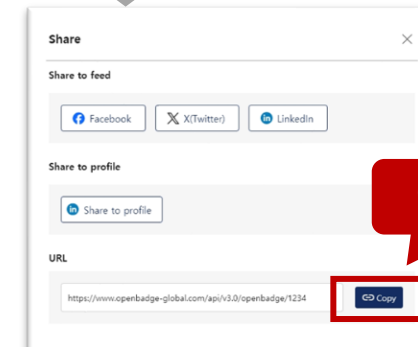 Share
Share to feed
Facebook X(Twitter) LinkedIn
Share to profile
Share to profile
URL
https://www.openbadge-global.com/api/v3.0/openbadge/1234 Copy